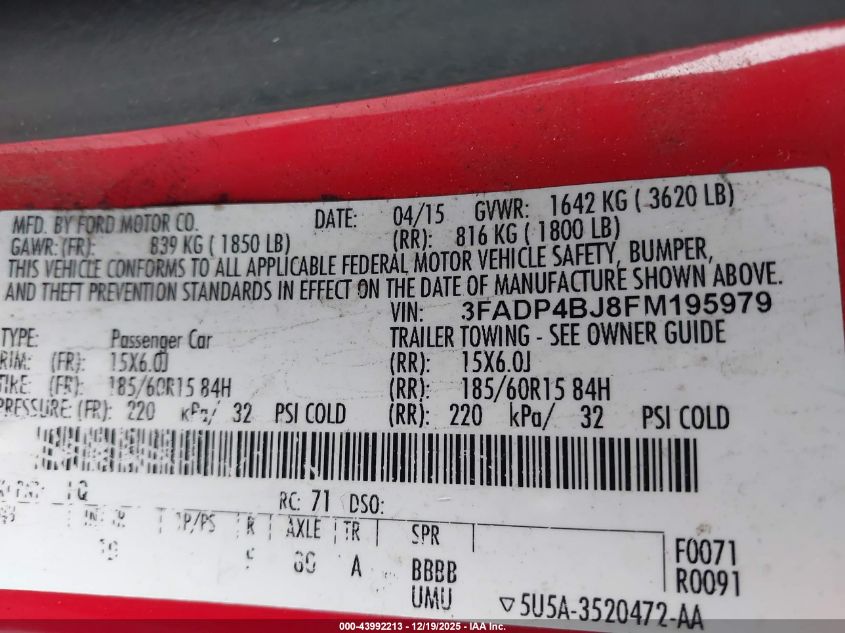 MFD. BY FORD MOTOR CO. DATE: 04/15 GVWR: 1642 KG ( 3620 LB)
GAWR: (FR): 839 KG ( 1850 LB) (RR): 816 KG ( 1800 LB)
THIS VEHICLE CONFORMS TO ALL APPLICABLE FEDERAL MOTOR VEHICLE SAFETY, BUMPER,
AND THEFT PREVENTION STANDARDS IN EFFECT ON THE DATE OF MANUFACTURE SHOWN ABOVE.
VIN: 3FADP4BJ8FM195979
TYPE: Passenger Car TRAILER TOWING - SEE OWNER GUIDE
RIM: (FR): 15X6.0J (RR): 15X6.0J
TIRE: (FR): 185/60R15 84H (RR): 185/60R15 84H
PRESSURE: (FR): 220 kPa/ 32 PSI COLD (RR): 220 kPa/ 32 PSI COLD
RC: 71 DSO:
R AXLE TR SPR
A BBBB F0071
UMU R0091
5U5A-3520472-AA
000-43992213 - 12/19/2025 - IAA Inc.